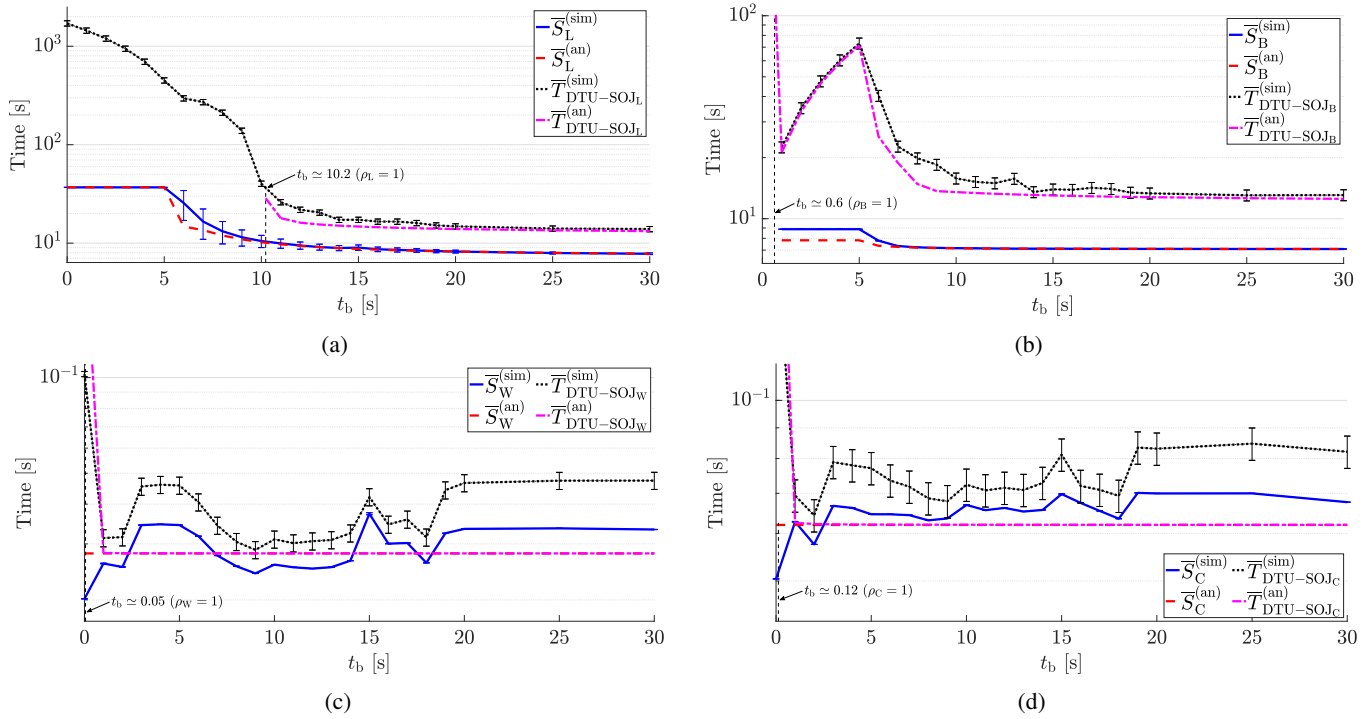 10^3
10^2
10^1
Time [s]
S̅_L^(sim)
S̅_L^(an)
T̅_DTU−SOJ_L^(sim)
T̅_DTU−SOJ_L^(an)
t_b ≃ 10.2 (ρ_L = 1)
0 5 10 15 20 25 30
t_b [s]
(a)
10^2
10^1
Time [s]
S̅_B^(sim)
S̅_B^(an)
T̅_DTU−SOJ_B^(sim)
T̅_DTU−SOJ_B^(an)
t_b ≃ 0.6 (ρ_B = 1)
0 5 10 15 20 25 30
t_b [s]
(b)
10^-1
Time [s]
S̅_W^(sim) T̅_DTU−SOJ_W^(sim)
S̅_W^(an) T̅_DTU−SOJ_W^(an)
t_b ≃ 0.05 (ρ_W = 1)
0 5 10 15 20 25 30
t_b [s]
(c)
10^-1
Time [s]
S̅_C^(sim) T̅_DTU−SOJ_C^(sim)
S̅_C^(an) T̅_DTU−SOJ_C^(an)
t_b ≃ 0.12 (ρ_C = 1)
0 5 10 15 20 25 30
t_b [s]
(d)